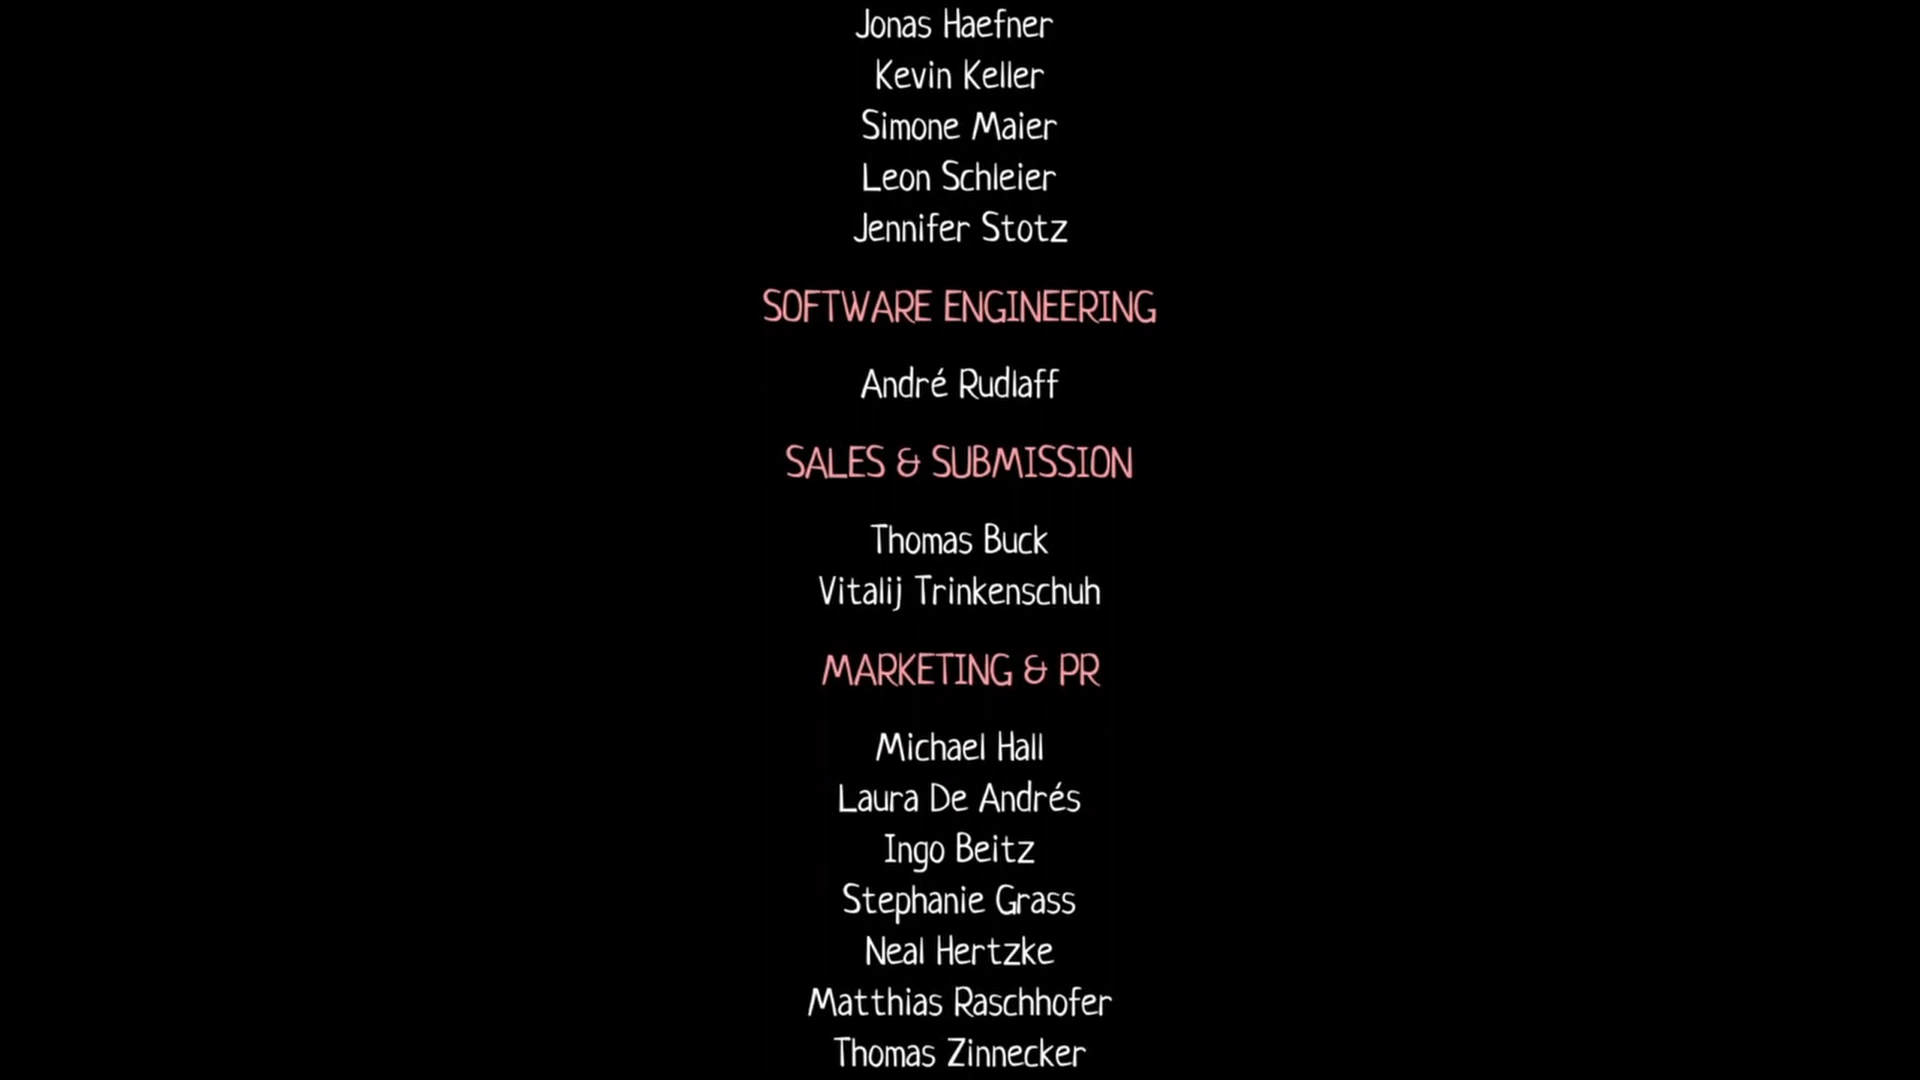 Jonas Haefner
Kevin Keller
Simone Maier
Leon Schleier
Jennifer Stotz
SOFTWARE ENGINEERING
André Rudlaff
SALES & SUBMISSION
Thomas Buck
Vitalij Trinkenschuh
MARKETING & PR
Michael Hall
Laura De Andrés
Ingo Beitz
Stephanie Grass
Neal Hertzke
Matthias Raschhofer
Thomas Zinnecker